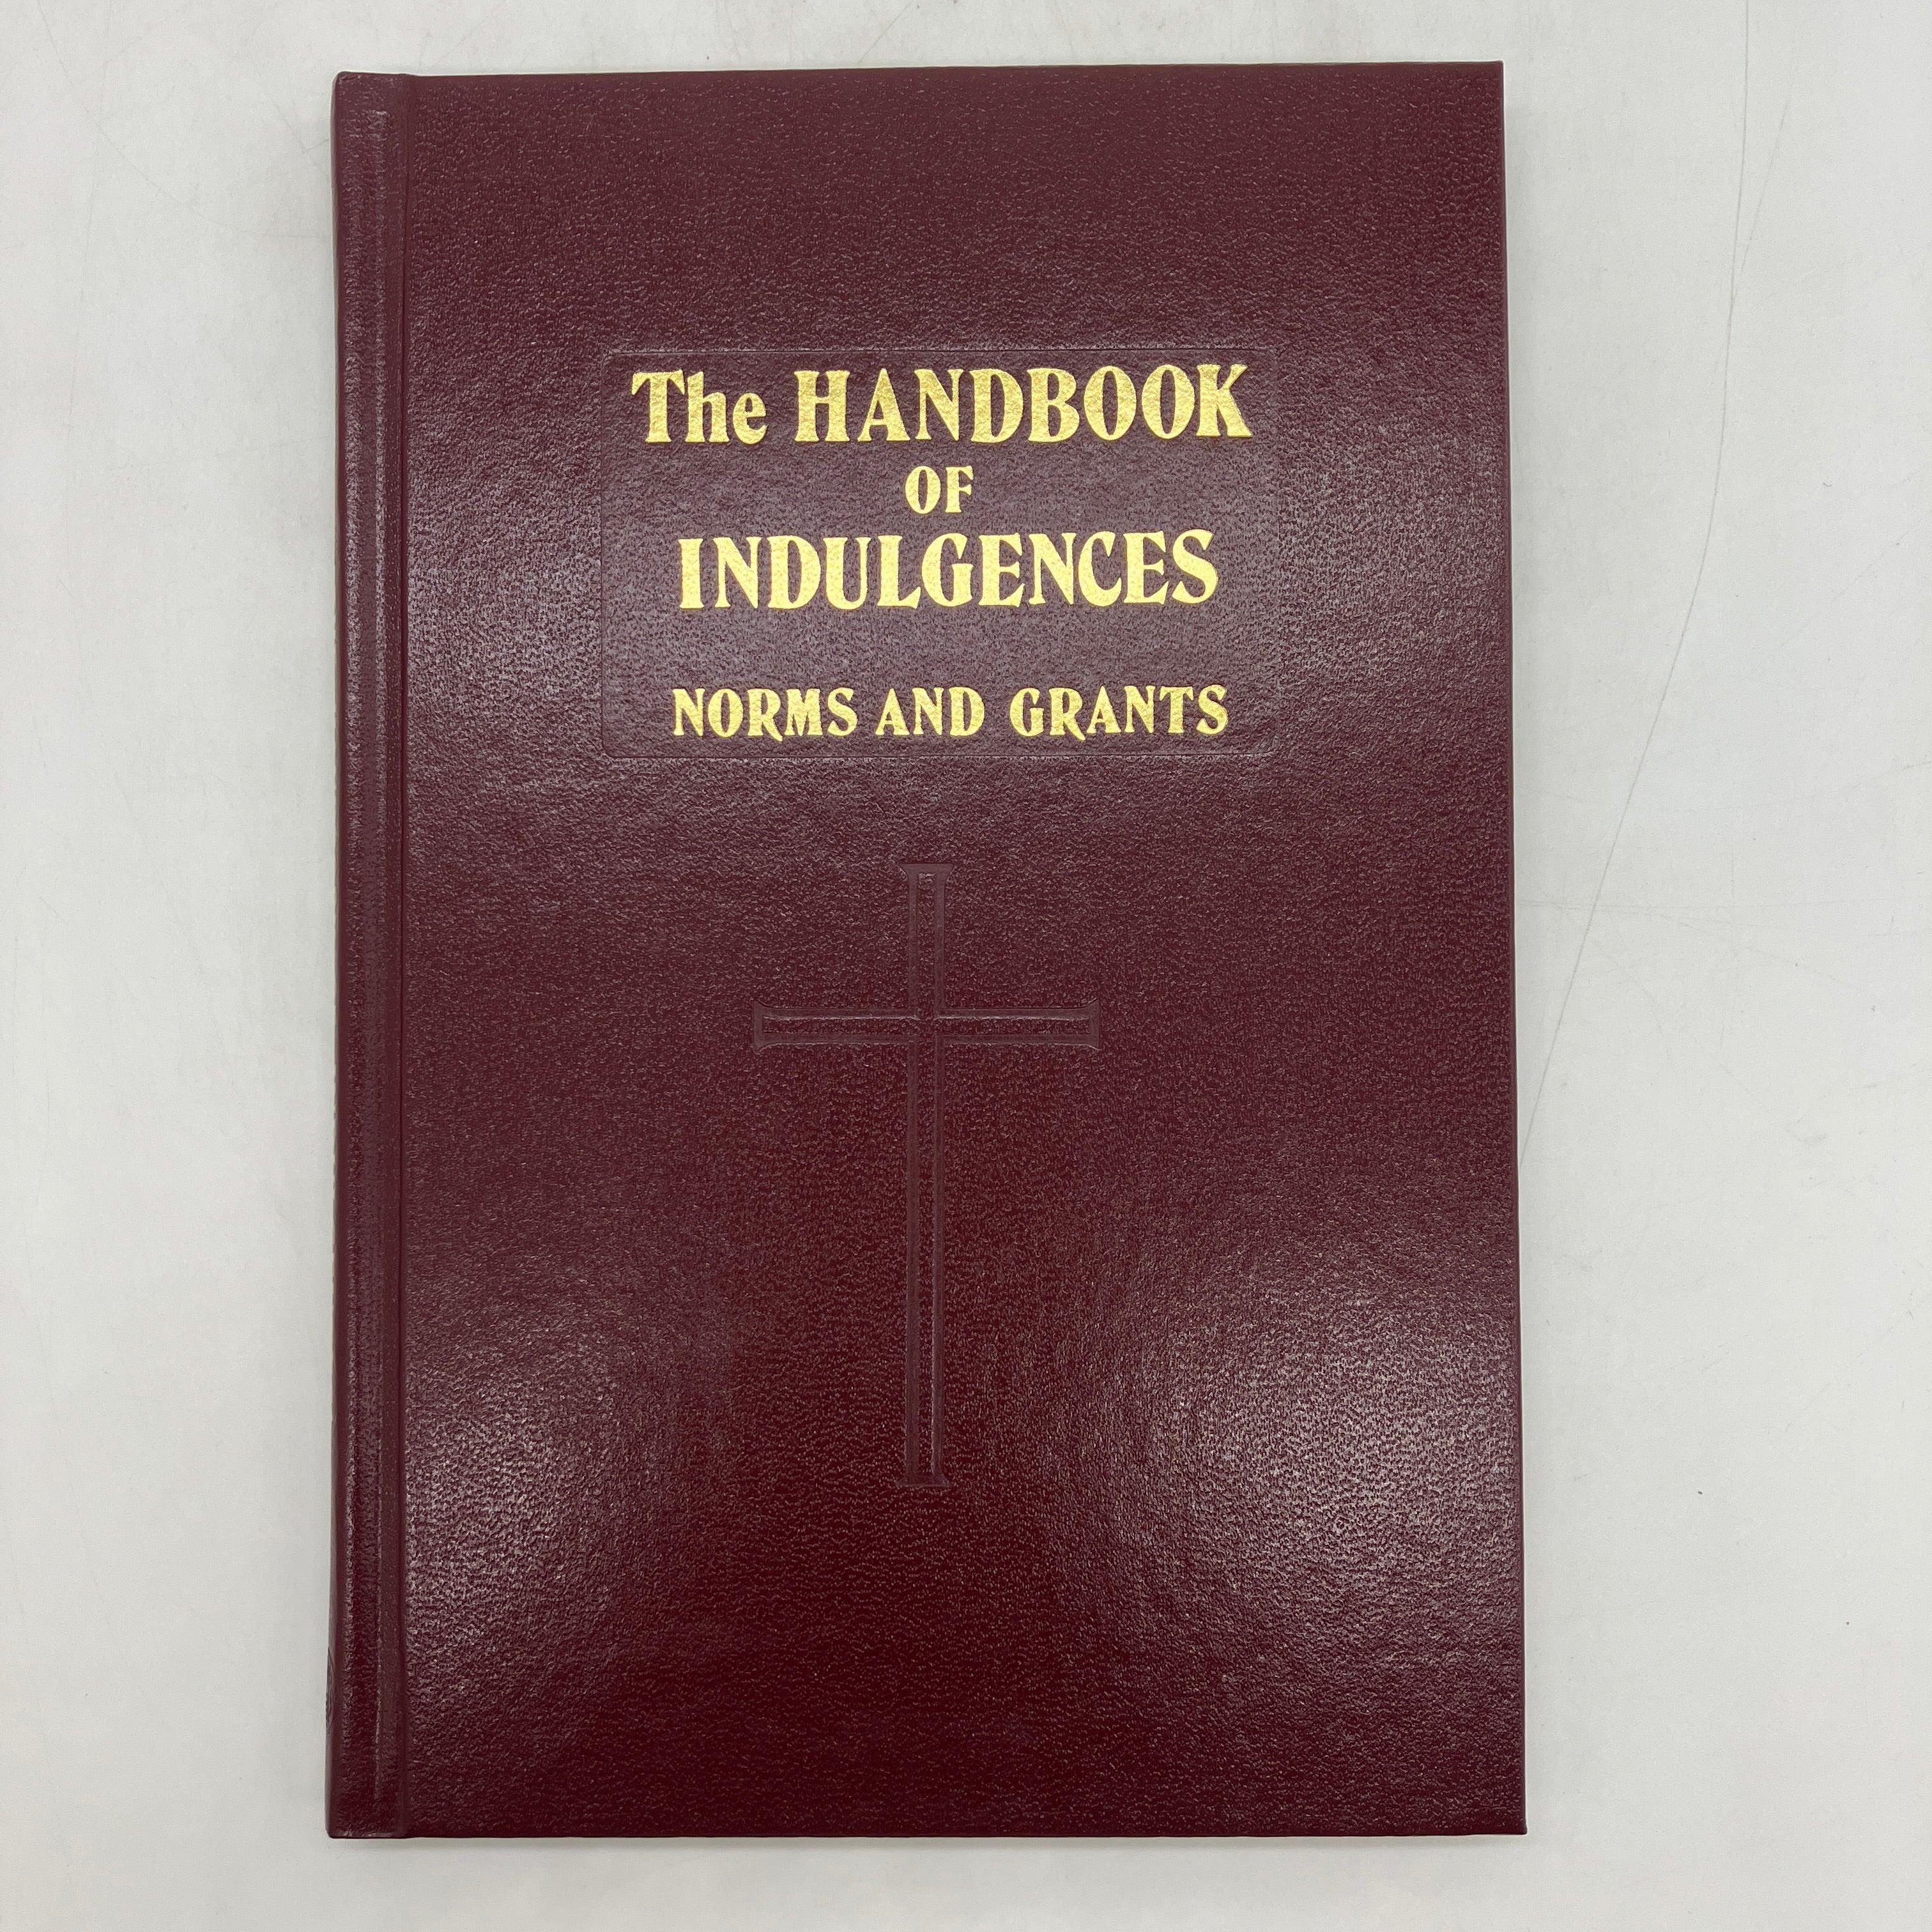 The HANDBOOK
OF
INDULGENCES
NORMS AND GRANTS